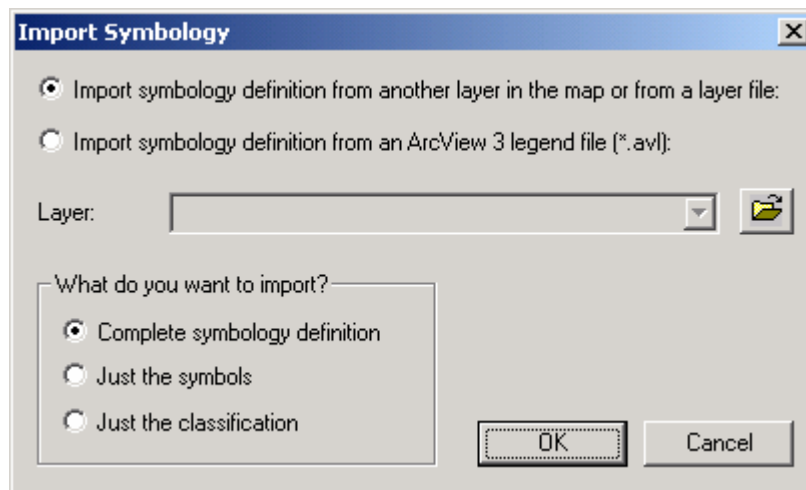 Import Symbology
Import symbology definition from another layer in the map or from a layer file:
Import symbology definition from an ArcView 3 legend file (*.avl):
Layer:
What do you want to import?
Complete symbology definition
Just the symbols
Just the classification
OK Cancel